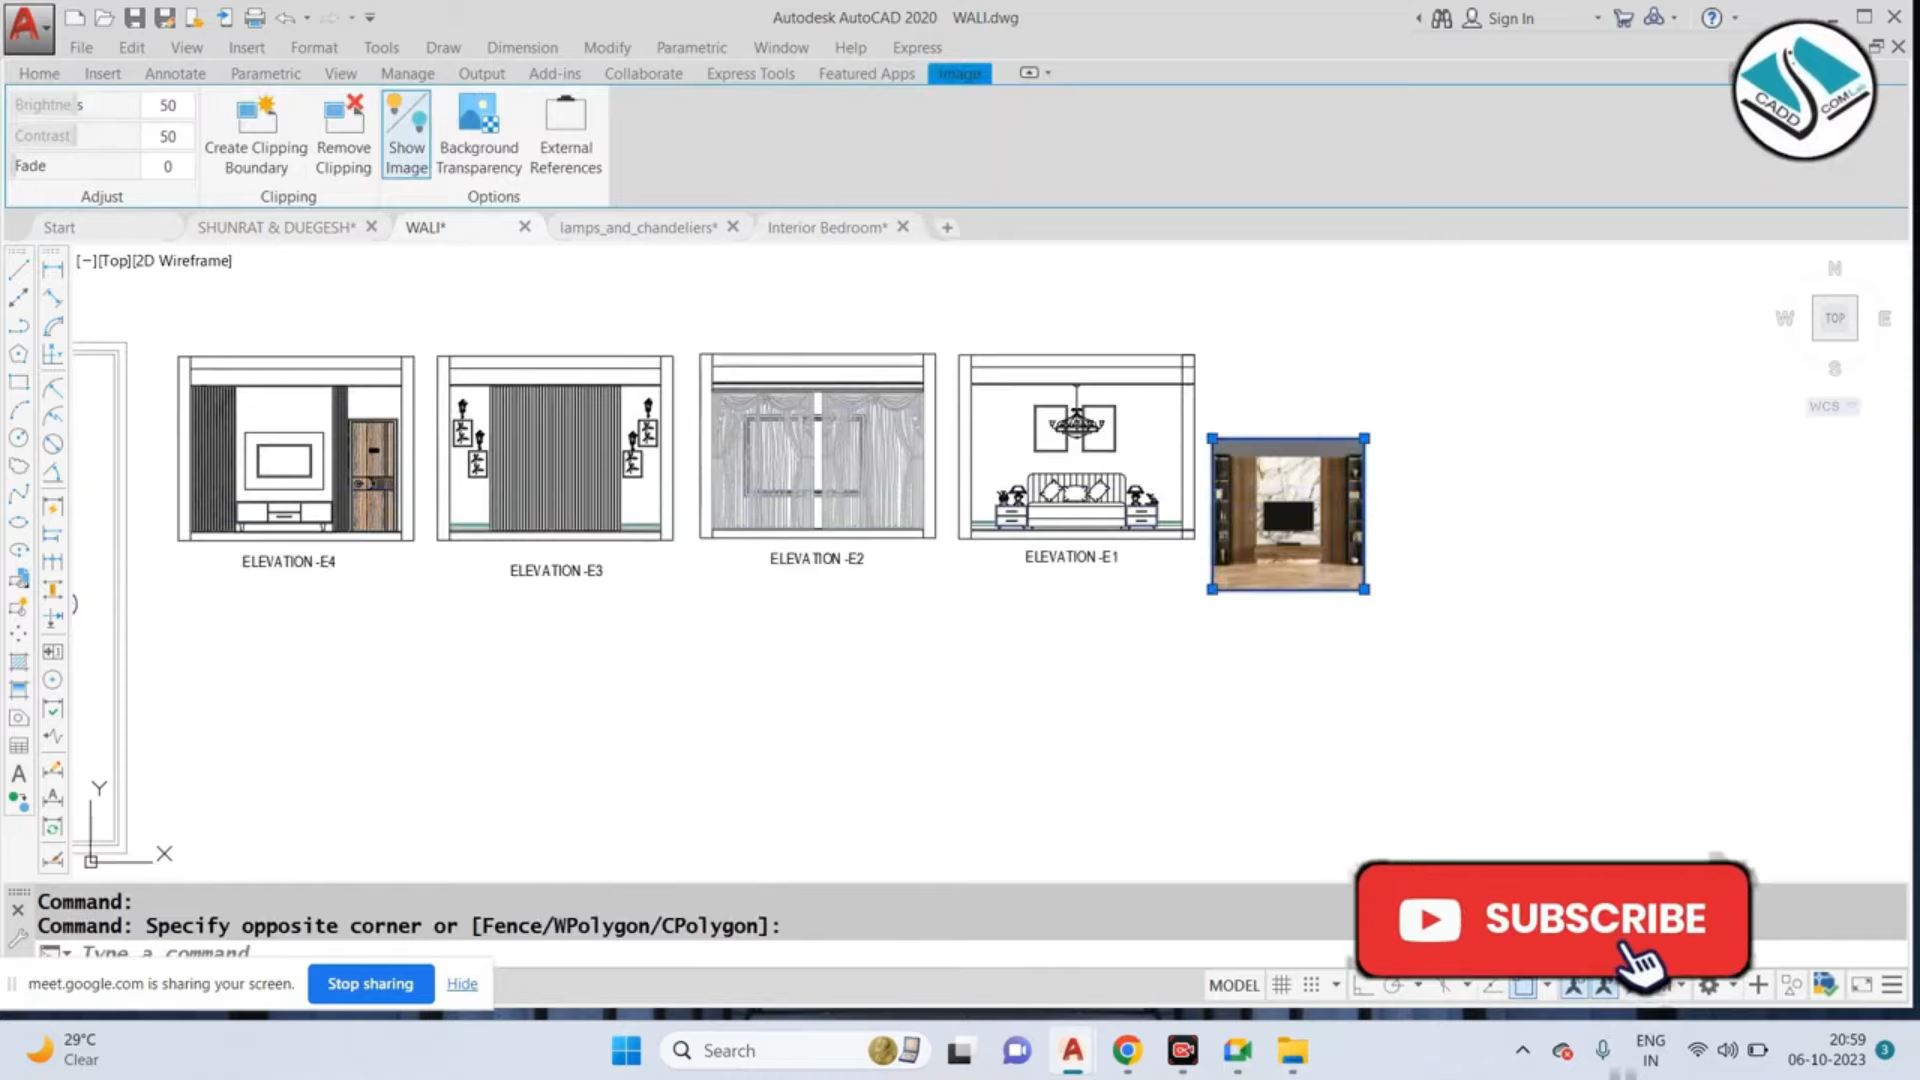 Autodesk AutoCAD 2020 WALI.dwg
Sign In
File Edit View Insert Format Tools Draw Dimension Modify Parametric Window Help Express
Home Insert Annotate Parametric View Manage Output Add-ins Collaborate Express Tools Featured Apps Image
Brightness 50
Contrast 50
Fade 0
Adjust
Create Clipping
Boundary
Remove
Clipping
Clipping
Show
Image
Background
Transparency
External
References
Options
CADD
Start SHUNRAT & DUEGESH* WALI* lamps_and_chandeliers* Interior Bedroom*
[−][Top][2D Wireframe]
N
W TOP E
S
WCS
ELEVATION -E4
ELEVATION -E3
ELEVATION -E2
ELEVATION -E1
Y
X
Command:
Command: Specify opposite corner or [Fence/WPolygon/CPolygon]:
Type a command
SUBSCRIBE
meet.google.com is sharing your screen. Stop sharing Hide
MODEL
29°C
Clear
Search
ENG
IN
20:59
06-10-2023
3